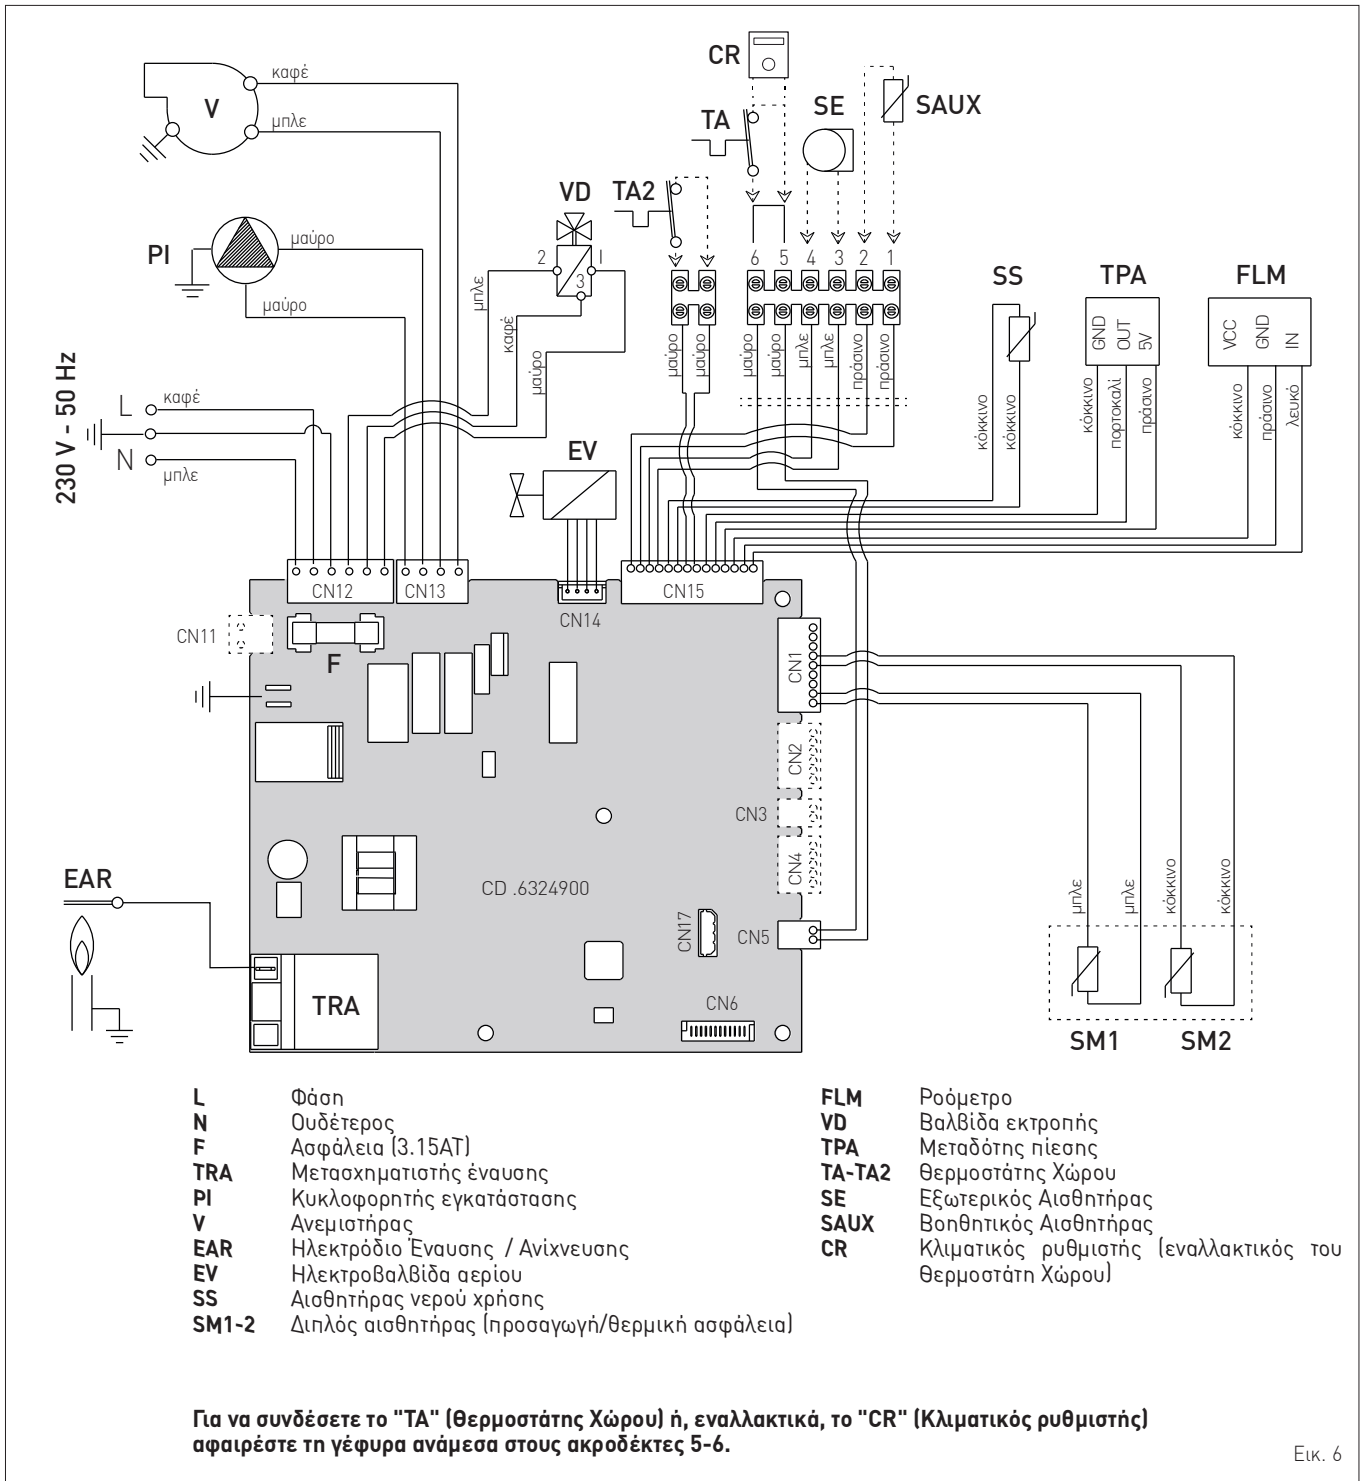 CR
καφέ
V
TA
SE
SAUX
μπλε
VD
TA2
PI
μαύρο
2
1
3
6
5
4
3
2
1
SS
TPA
FLM
μαύρο
μπλε
καφέ
μαύρο
GND
OUT
5V
VCC
GND
IN
230 V - 50 Hz
L
καφέ
N
μπλε
μαύρο
μαύρο
μαύρο
μαύρο
μπλε
μπλε
πράσινο
πράσινο
κόκκινο
κόκκινο
κόκκινο
πορτοκαλί
πράσινο
κόκκινο
πράσινο
λευκό
EV
CN12
CN13
CN14
CN15
CN11
F
CN1
CN2
CN3
CN4
EAR
CD .6324900
CN17
CN5
CN6
TRA
μπλε
μπλε
κόκκινο
κόκκινο
SM1
SM2
L Φάση
N Ουδέτερος
F Ασφάλεια (3.15AT)
TRA Μετασχηματιστής έναυσης
PI Κυκλοφορητής εγκατάστασης
V Ανεμιστήρας
EAR Ηλεκτρόδιο Έναυσης / Ανίχνευσης
EV Ηλεκτροβαλβίδα αερίου
SS Αισθητήρας νερού χρήσης
SM1-2 Διπλός αισθητήρας (προσαγωγή/θερμική ασφάλεια)
FLM Ροόμετρο
VD Βαλβίδα εκτροπής
TPA Μεταδότης πίεσης
TA-TA2 Θερμοστάτης Χώρου
SE Εξωτερικός Αισθητήρας
SAUX Βοηθητικός Αισθητήρας
CR Κλιματικός ρυθμιστής (εναλλακτικός του
Θερμοστάτη Χώρου)
Για να συνδέσετε το "TA" (Θερμοστάτης Χώρου) ή, εναλλακτικά, το "CR" (Κλιματικός ρυθμιστής)
αφαιρέστε τη γέφυρα ανάμεσα στους ακροδέκτες 5-6.
Εικ. 6